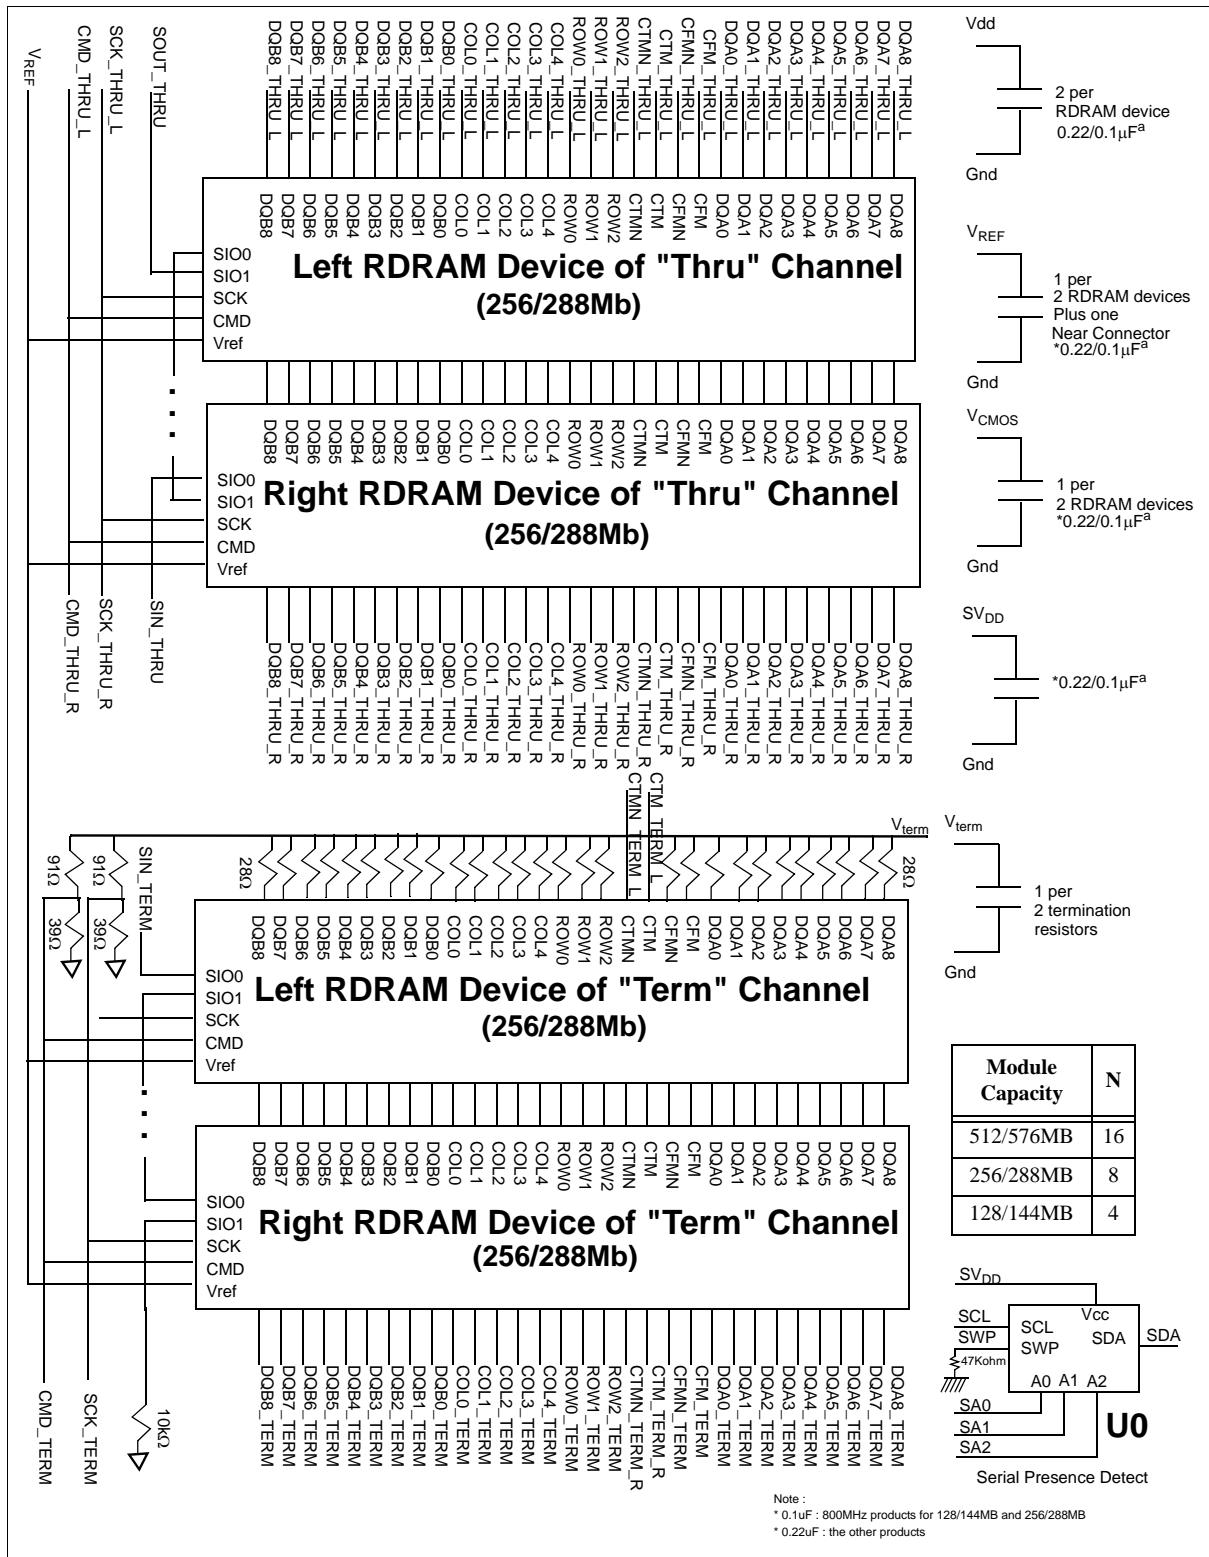 V_REF
CMD_THRU_L
SCK_THRU_L
SOUT_THRU
DQB8_THRU_L
DQB7_THRU_L
DQB6_THRU_L
DQB5_THRU_L
DQB4_THRU_L
DQB3_THRU_L
DQB2_THRU_L
DQB1_THRU_L
DQB0_THRU_L
COL0_THRU_L
COL1_THRU_L
COL2_THRU_L
COL3_THRU_L
COL4_THRU_L
ROW0_THRU_L
ROW1_THRU_L
ROW2_THRU_L
CTMN_THRU_L
CTM_THRU_L
CFMN_THRU_L
CFM_THRU_L
DQA0_THRU_L
DQA1_THRU_L
DQA2_THRU_L
DQA3_THRU_L
DQA4_THRU_L
DQA5_THRU_L
DQA6_THRU_L
DQA7_THRU_L
DQA8_THRU_L
DQB8
DQB7
DQB6
DQB5
DQB4
DQB3
DQB2
DQB1
DQB0
COL0
COL1
COL2
COL3
COL4
ROW0
ROW1
ROW2
CTMN
CTM
CFMN
CFM
DQA0
DQA1
DQA2
DQA3
DQA4
DQA5
DQA6
DQA7
DQA8
SIO0
SIO1
SCK
CMD
Vref
Left RDRAM Device of "Thru" Channel
(256/288Mb)
DQB8
DQB7
DQB6
DQB5
DQB4
DQB3
DQB2
DQB1
DQB0
COL0
COL1
COL2
COL3
COL4
ROW0
ROW1
ROW2
CTMN
CTM
CFMN
CFM
DQA0
DQA1
DQA2
DQA3
DQA4
DQA5
DQA6
DQA7
DQA8
SIO0
SIO1
SCK
CMD
Vref
Right RDRAM Device of "Thru" Channel
(256/288Mb)
CMD_THRU_R
SCK_THRU_R
SIN_THRU
DQB8_THRU_R
DQB7_THRU_R
DQB6_THRU_R
DQB5_THRU_R
DQB4_THRU_R
DQB3_THRU_R
DQB2_THRU_R
DQB1_THRU_R
DQB0_THRU_R
COL0_THRU_R
COL1_THRU_R
COL2_THRU_R
COL3_THRU_R
COL4_THRU_R
ROW0_THRU_R
ROW1_THRU_R
ROW2_THRU_R
CTMN_THRU_R
CTM_THRU_R
CFMN_THRU_R
CFM_THRU_R
DQA0_THRU_R
DQA1_THRU_R
DQA2_THRU_R
DQA3_THRU_R
DQA4_THRU_R
DQA5_THRU_R
DQA6_THRU_R
DQA7_THRU_R
DQA8_THRU_R
CTMN_TERM_L
CTM_TERM_L
Vterm
91Ω
91Ω
39Ω
39Ω
SIN_TERM
28Ω
28Ω
DQB8
DQB7
DQB6
DQB5
DQB4
DQB3
DQB2
DQB1
DQB0
COL0
COL1
COL2
COL3
COL4
ROW0
ROW1
ROW2
CTMN
CTM
CFMN
CFM
DQA0
DQA1
DQA2
DQA3
DQA4
DQA5
DQA6
DQA7
DQA8
SIO0
SIO1
SCK
CMD
Vref
Left RDRAM Device of "Term" Channel
(256/288Mb)
DQB8
DQB7
DQB6
DQB5
DQB4
DQB3
DQB2
DQB1
DQB0
COL0
COL1
COL2
COL3
COL4
ROW0
ROW1
ROW2
CTMN
CTM
CFMN
CFM
DQA0
DQA1
DQA2
DQA3
DQA4
DQA5
DQA6
DQA7
DQA8
SIO0
SIO1
SCK
CMD
Vref
Right RDRAM Device of "Term" Channel
(256/288Mb)
CMD_TERM
SCK_TERM
10kΩ
DQB8_TERM
DQB7_TERM
DQB6_TERM
DQB5_TERM
DQB4_TERM
DQB3_TERM
DQB2_TERM
DQB1_TERM
DQB0_TERM
COL0_TERM
COL1_TERM
COL2_TERM
COL3_TERM
COL4_TERM
ROW0_TERM
ROW1_TERM
ROW2_TERM
CTMN_TERM_R
CTM_TERM_R
CFMN_TERM
CFM_TERM
DQA0_TERM
DQA1_TERM
DQA2_TERM
DQA3_TERM
DQA4_TERM
DQA5_TERM
DQA6_TERM
DQA7_TERM
DQA8_TERM
Vdd
2 per
RDRAM device
0.22/0.1μFa
Gnd
VREF
1 per
2 RDRAM devices
Plus one
Near Connector
*0.22/0.1μFa
Gnd
VCMOS
1 per
2 RDRAM devices
*0.22/0.1μFa
Gnd
SVDD
*0.22/0.1μFa
Gnd
Vterm
1 per
2 termination
resistors
Gnd
Module Capacity N
512/576MB 16
256/288MB 8
128/144MB 4
SVDD
Vcc
SCL
SWP
SCL
SWP
SDA
SDA
47Kohm
A0 A1 A2
SA0
SA1
SA2
U0
Serial Presence Detect
Note :
* 0.1uF : 800MHz products for 128/144MB and 256/288MB
* 0.22uF : the other products